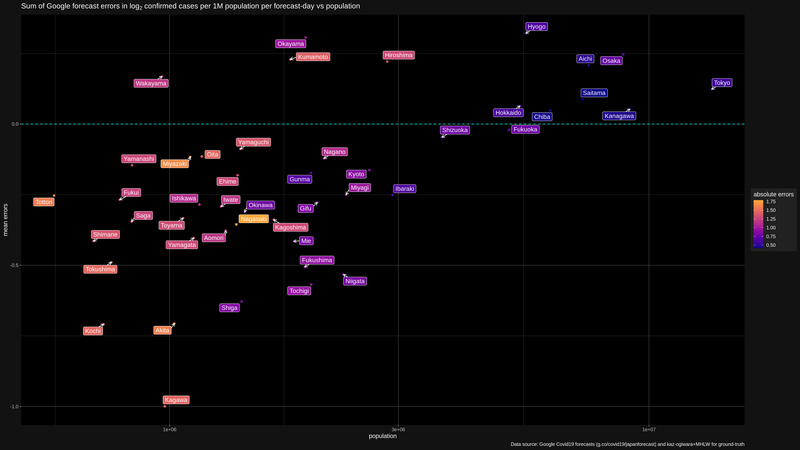 Sum of Google forecast errors in log2 confirmed cases per 1M population per forecast-day vs population
Hyogo
Okayama
Kumamoto
Hiroshima
Aichi
Osaka
Wakayama
Tokyo
Saitama
Hokkaido
Chiba
Kanagawa
0.0
Shizuoka
Fukuoka
Yamaguchi
Oita
Nagano
Yamanashi
Miyazaki
Kyoto
Ehime
Gunma
Miyagi
Ibaraki
Fukui
Tottori
Ishikawa
Iwate
Okinawa
Gifu
Saga
Nagasaki
Toyama
Kagoshima
Shimane
Aomori
Mie
Yamagata
-0.5
Fukushima
Tokushima
Niigata
Tochigi
Shiga
Kochi
Akita
Kagawa
-1.0
mean errors
1e+06
3e+06
1e+07
population
absolute errors
1.75
1.50
1.25
1.00
0.75
0.50
Data source: Google Covid19 forecasts (g.co/covid19/japanforecast) and kaz-ogiwara+MHLW for ground-truth